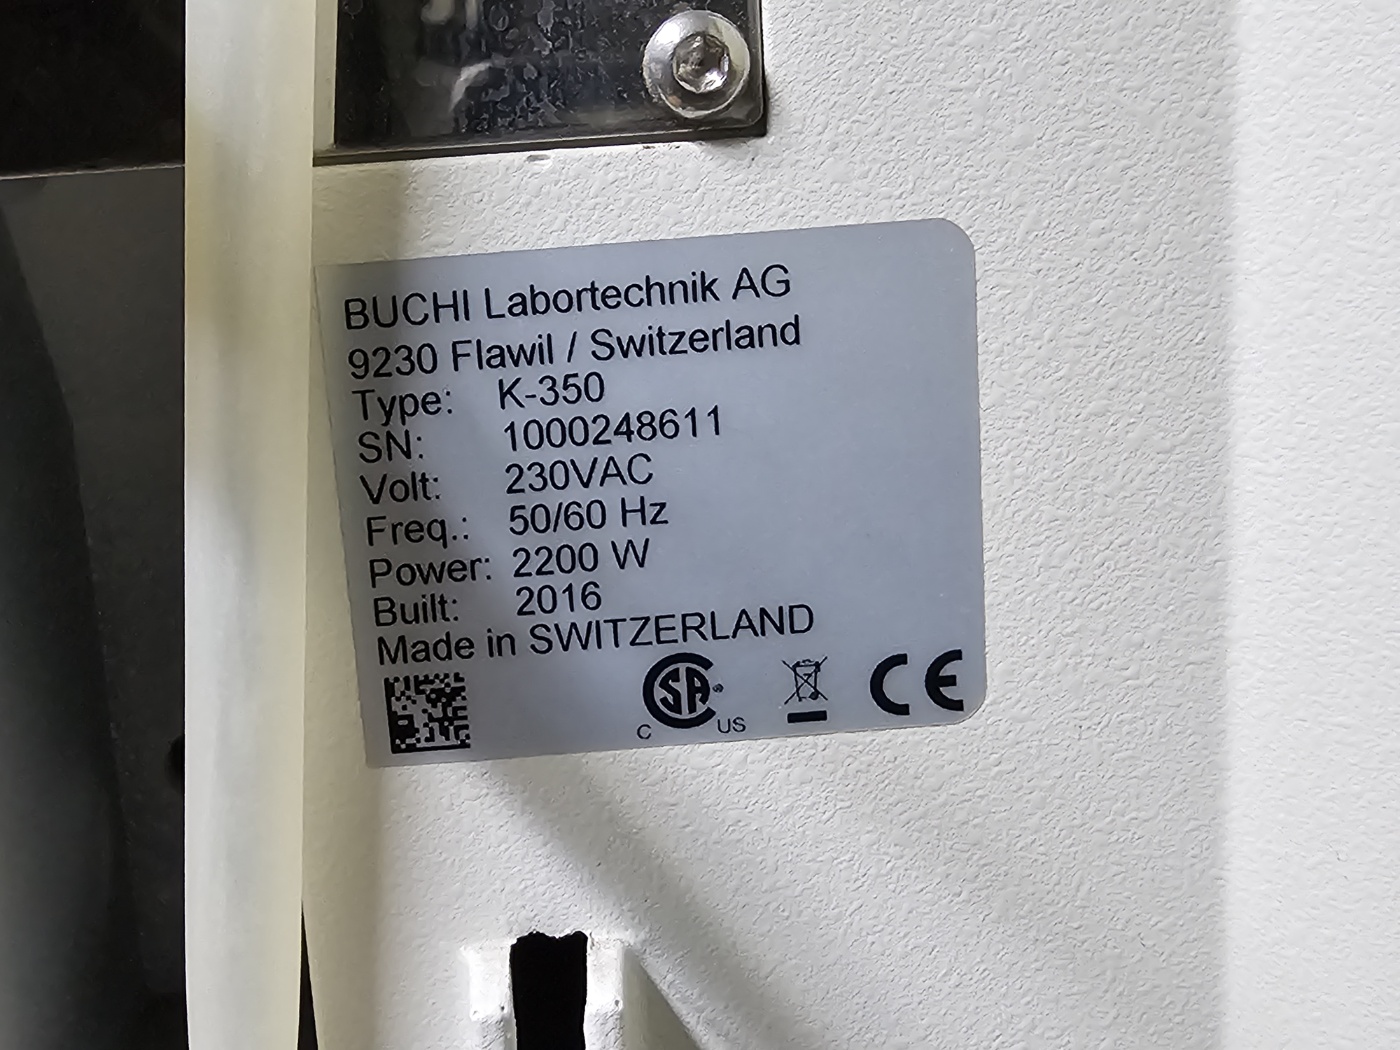 BUCHI Labortechnik AG
9230 Flawil / Switzerland
Type: K-350
SN: 1000248611
Volt: 230VAC
Freq.: 50/60 Hz
Power: 2200 W
Built: 2016
Made in SWITZERLAND
C SA US
CE